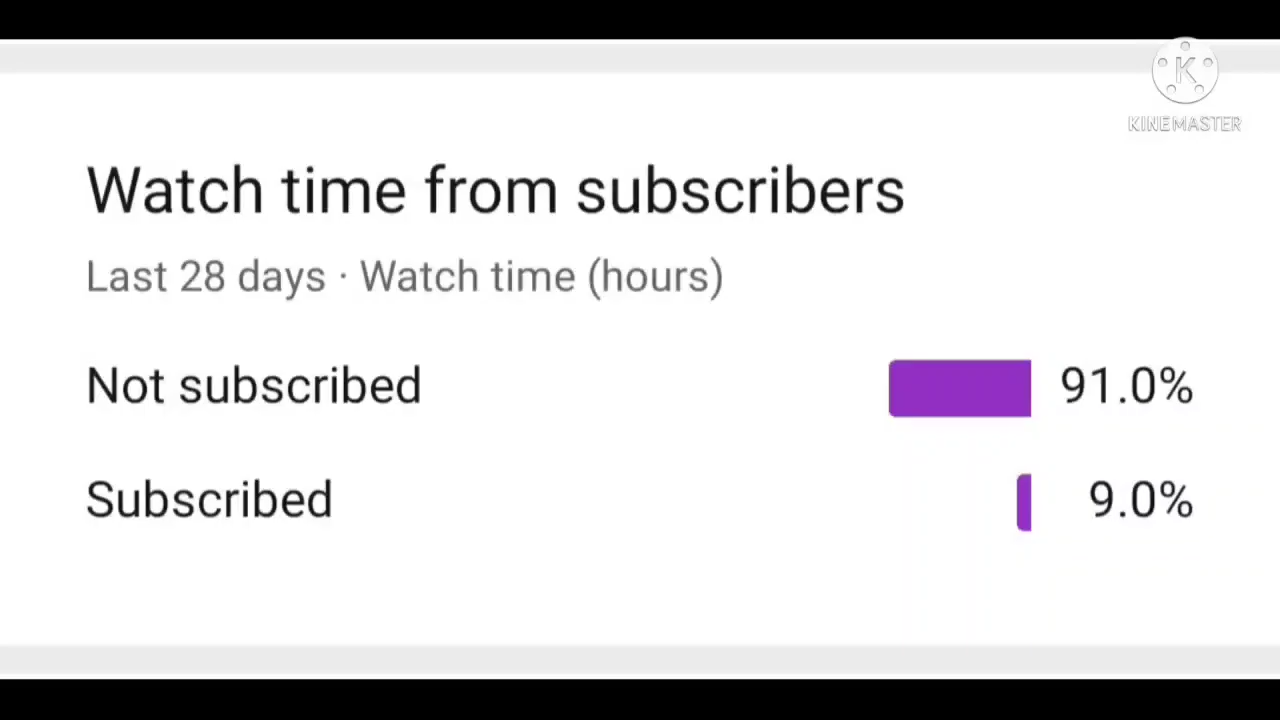 KINEMASTER
Watch time from subscribers
Last 28 days · Watch time (hours)
Not subscribed 91.0%
Subscribed 9.0%